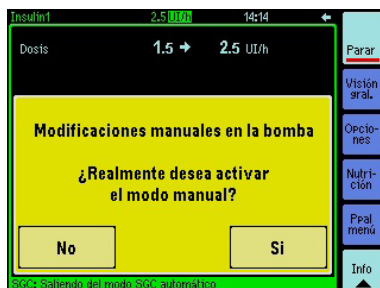 Insulin1 2.5 UI/h 14:14
Dosis 1.5 → 2.5 UI/h
Modificaciones manuales en la bomba
¿Realmente desea activar
el modo manual?
No Si
SGC: Saliendo del modo SGC automático
Parar
Visión
gral.
Opcio-
nes
Nutri-
ción
Ppal
menú
Info